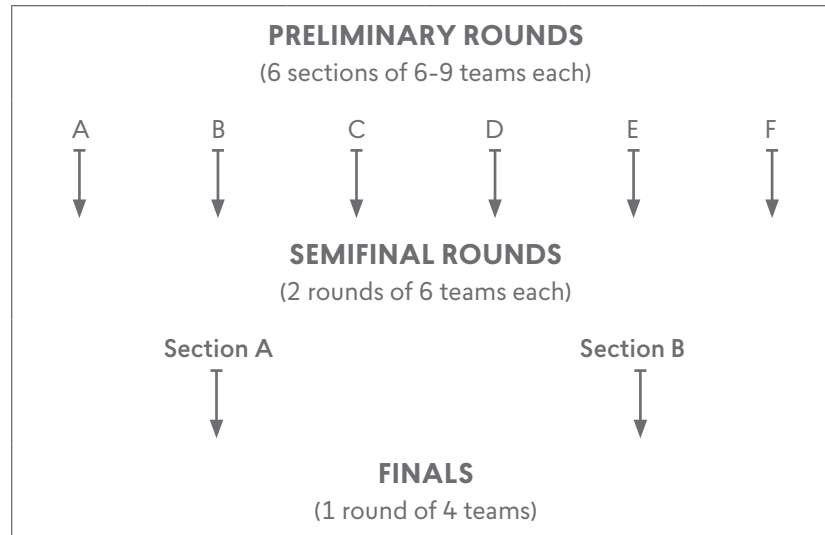 PRELIMINARY ROUNDS
(6 sections of 6-9 teams each)
A B C D E F
SEMIFINAL ROUNDS
(2 rounds of 6 teams each)
Section A Section B
FINALS
(1 round of 4 teams)